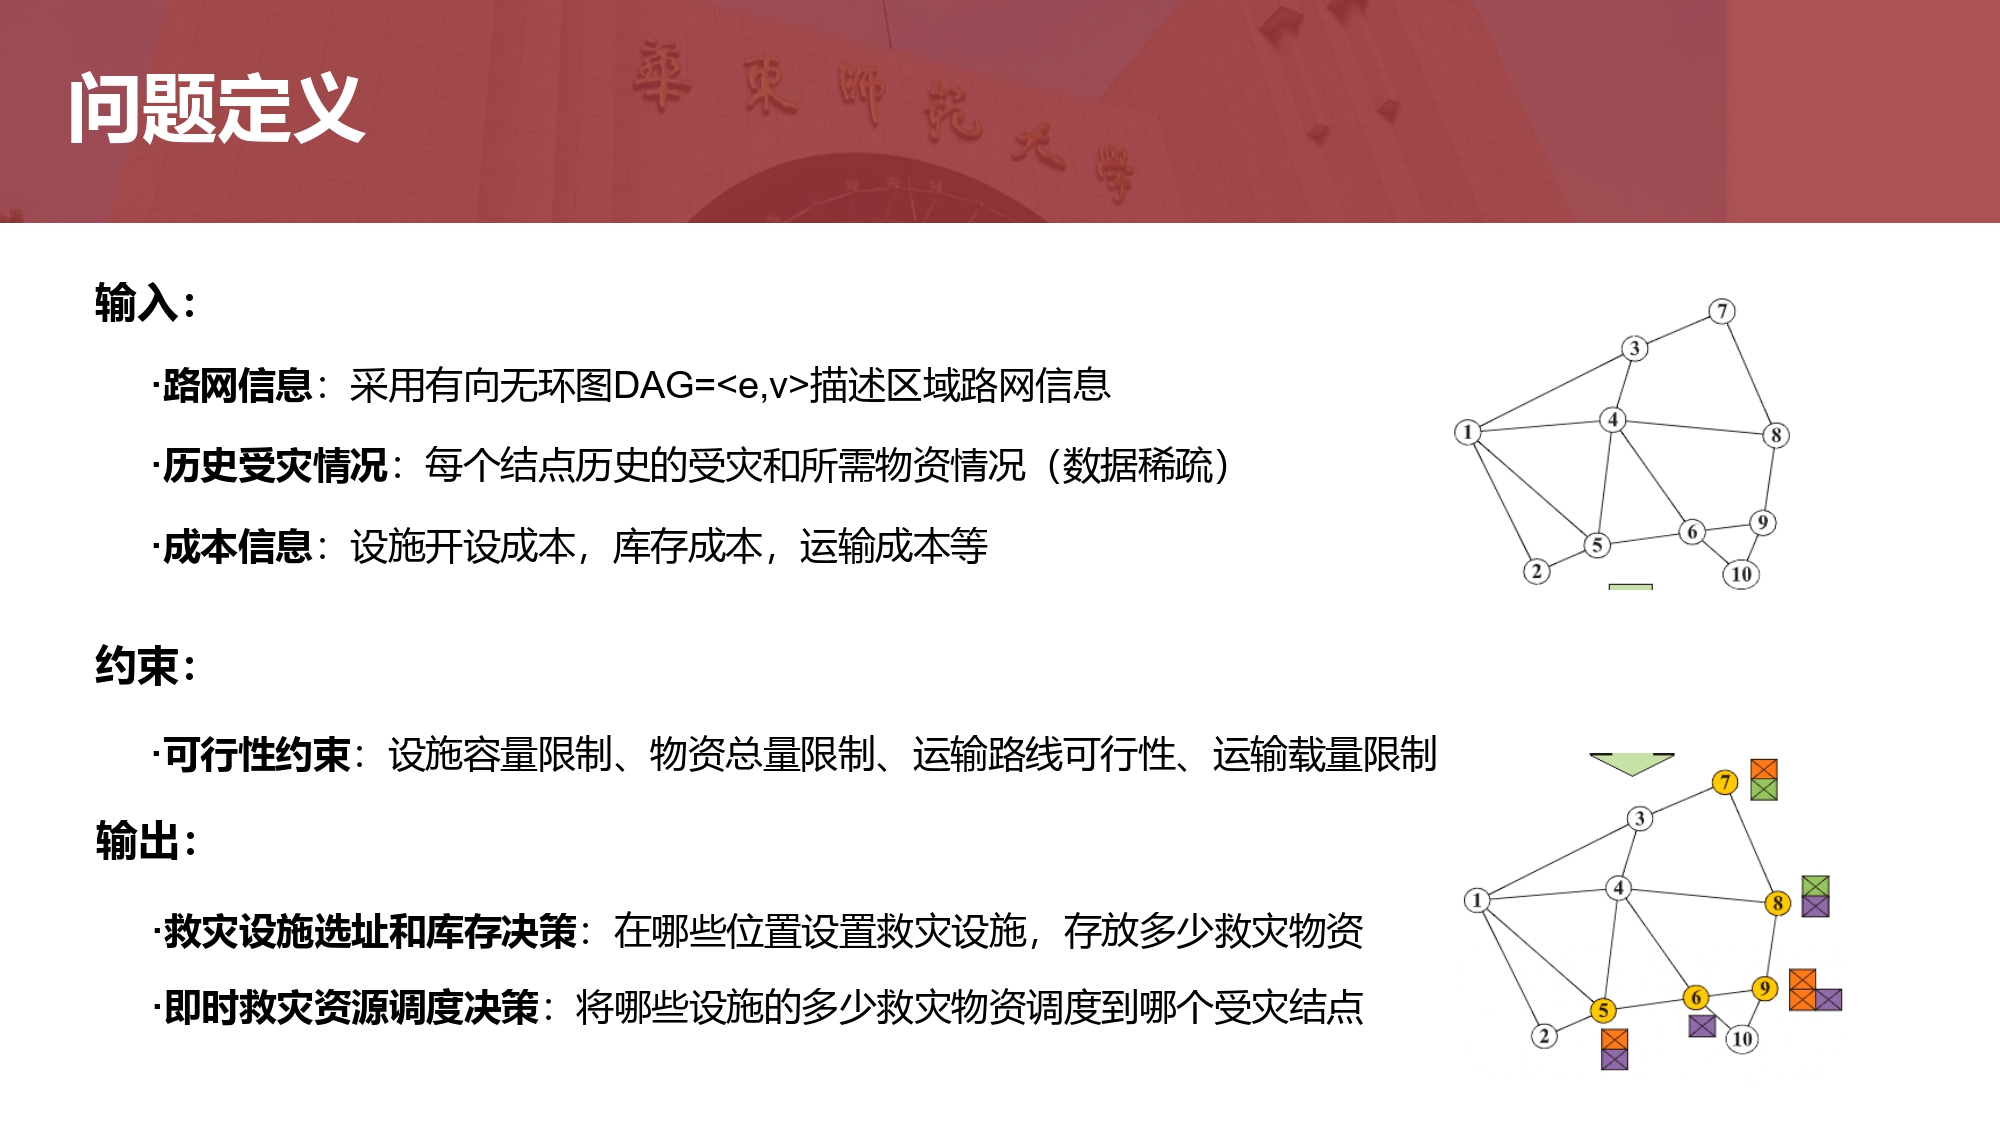 问题定义
華東師範大學
输入：
·路网信息：采用有向无环图DAG=<e,v>描述区域路网信息
·历史受灾情况：每个结点历史的受灾和所需物资情况（数据稀疏）
·成本信息：设施开设成本，库存成本，运输成本等
7
3
4
1
8
9
6
5
2
10
约束：
·可行性约束：设施容量限制、物资总量限制、运输路线可行性、运输载量限制
输出：
·救灾设施选址和库存决策：在哪些位置设置救灾设施，存放多少救灾物资
·即时救灾资源调度决策：将哪些设施的多少救灾物资调度到哪个受灾结点
7
3
4
1
8
9
6
5
2
10